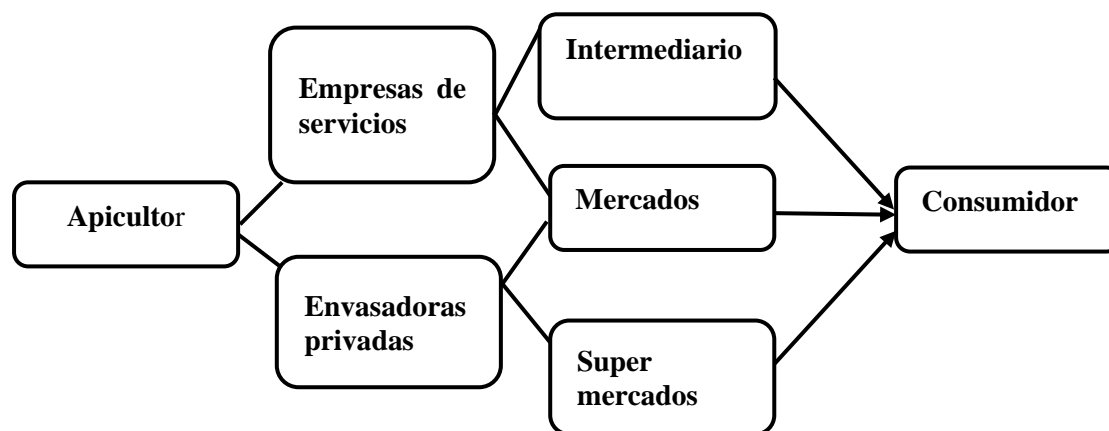 Apicultor
Empresas de
servicios
Envasadoras
privadas
Intermediario
Mercados
Super
mercados
Consumidor